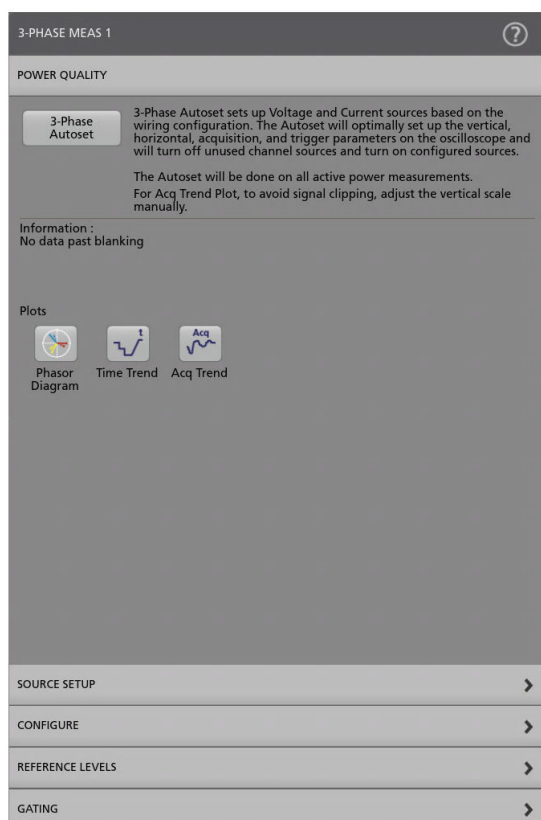 3-PHASE MEAS 1
?
POWER QUALITY
3-Phase
Autoset
3-Phase Autoset sets up Voltage and Current sources based on the
wiring configuration. The Autoset will optimally set up the vertical,
horizontal, acquisition, and trigger parameters on the oscilloscope and
will turn off unused channel sources and turn on configured sources.
The Autoset will be done on all active power measurements.
For Acq Trend Plot, to avoid signal clipping, adjust the vertical scale
manually.
Information :
No data past blanking
Plots
t
Acq
Phasor
Diagram
Time Trend
Acq Trend
SOURCE SETUP
CONFIGURE
REFERENCE LEVELS
GATING